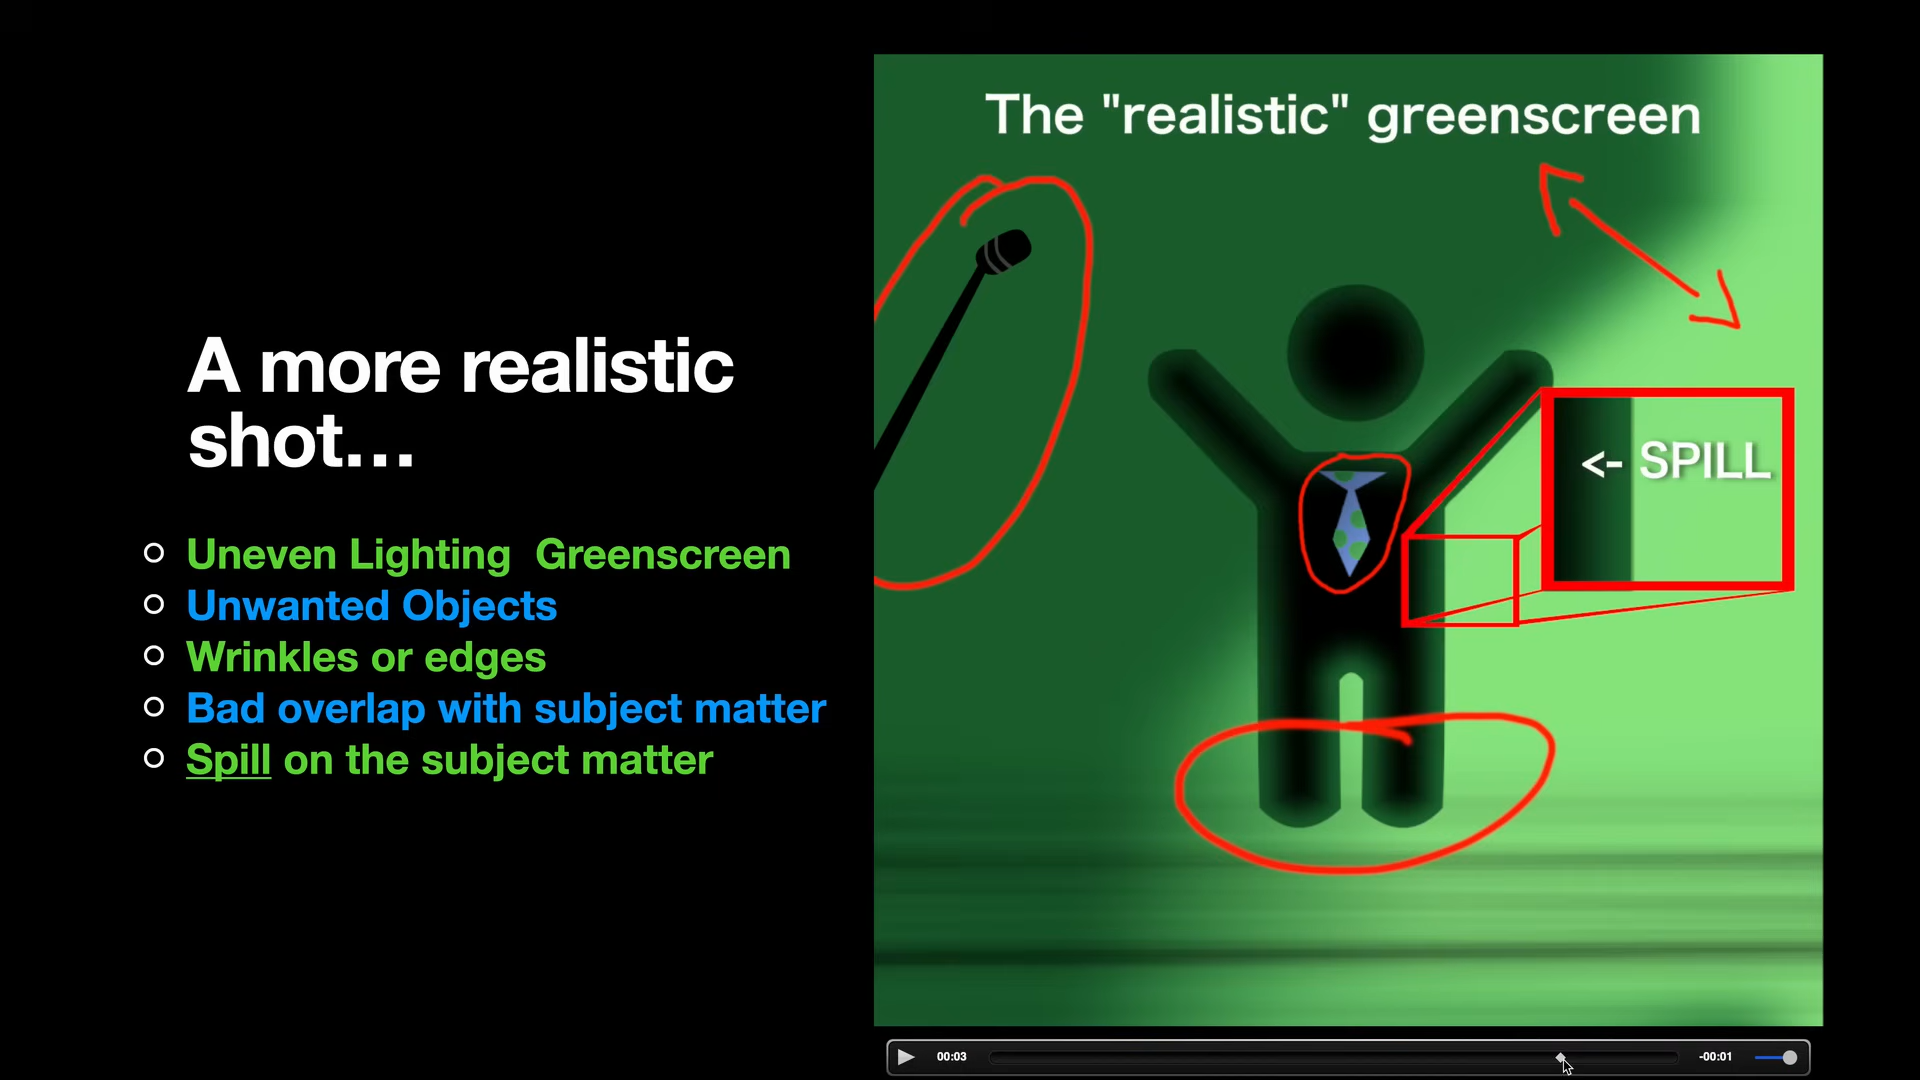 A more realistic
shot…
Uneven Lighting  Greenscreen
Unwanted Objects
Wrinkles or edges
Bad overlap with subject matter
Spill on the subject matter
The "realistic" greenscreen
<- SPILL
00:03
-00:01